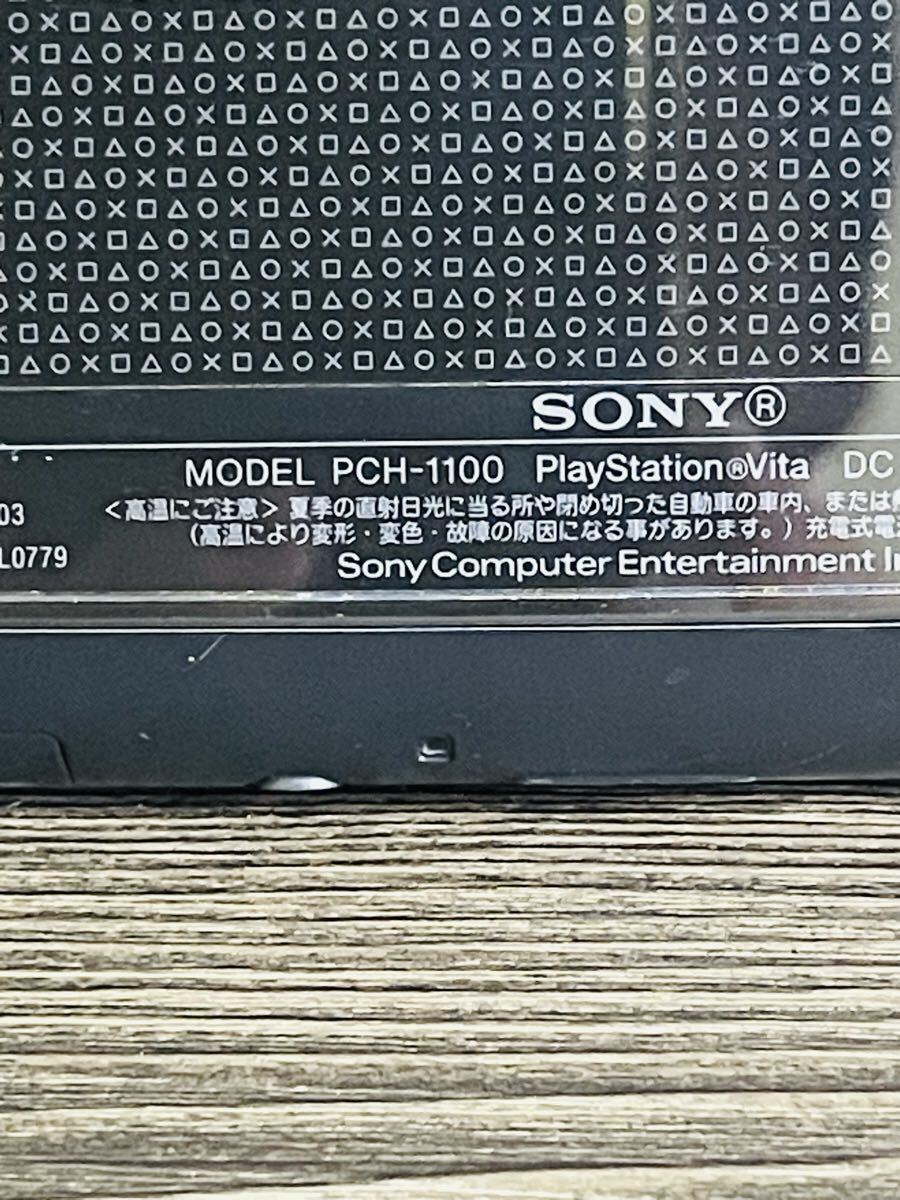 SONY®
MODEL PCH-1100 PlayStation®Vita DC
03
<高温にご注意> 夏季の直射日光に当る所や閉め切った自動車の車内、または
(高温により変形・変色・故障の原因になる事があります。) 充電式電
L0779
Sony Computer Entertainment